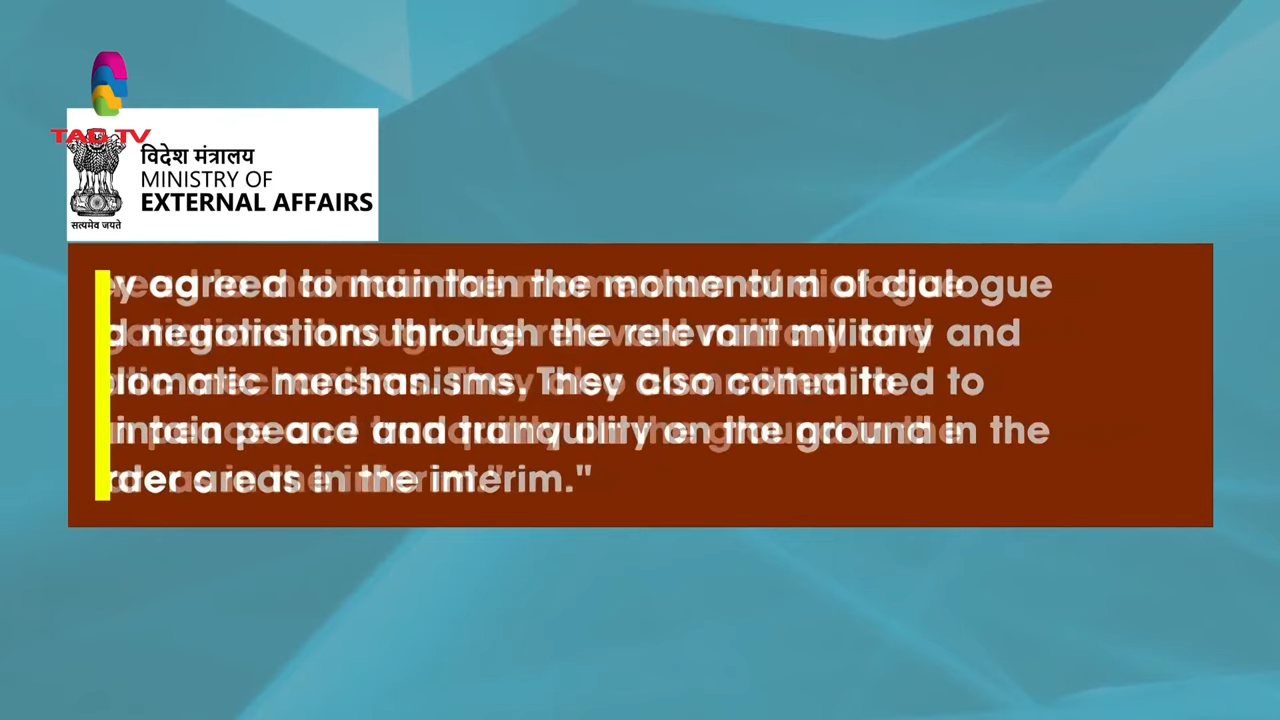 TAG TV
विदेश मंत्रालय
MINISTRY OF
EXTERNAL AFFAIRS
सत्यमेव जयते
agreed to maintain the momentum of dialogue
negotiations through the relevant military and
mechanisms. They also committed to
peace and tranquility on the ground in the
areas in the interim."